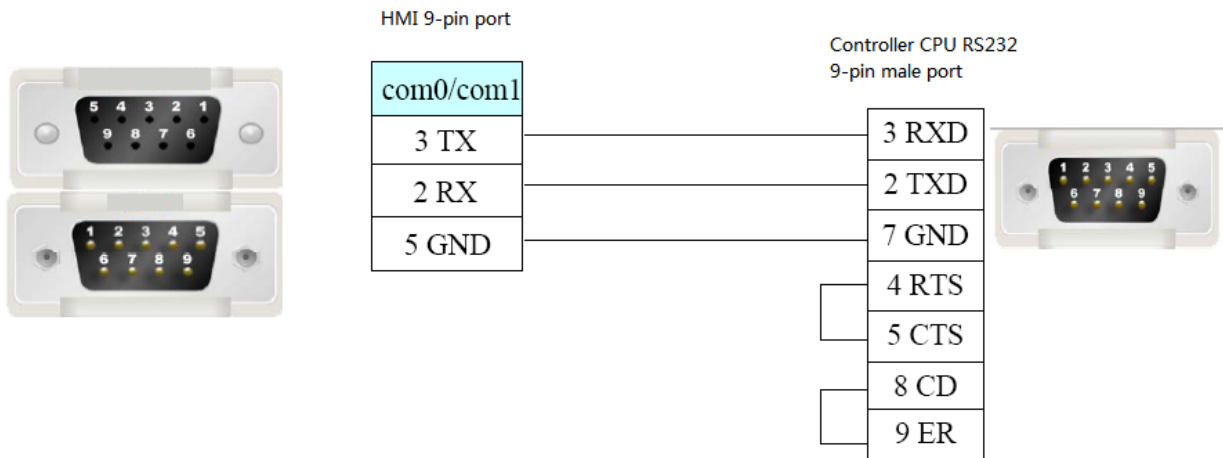 HMI 9-pin port
Controller CPU RS232
9-pin male port
5 4 3 2 1
9 8 7 6
1 2 3 4 5
6 7 8 9
com0/com1
3 TX
2 RX
5 GND
3 RXD
2 TXD
7 GND
4 RTS
5 CTS
8 CD
9 ER
1 2 3 4 5
6 7 8 9